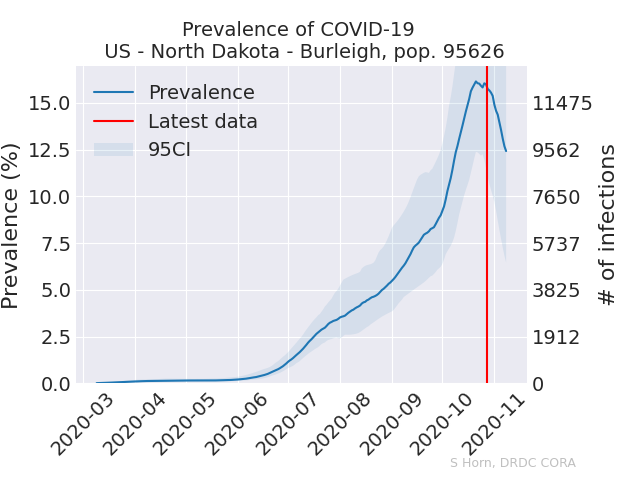 Prevalence of COVID-19
US - North Dakota - Burleigh, pop. 95626
Prevalence
Latest data
95CI
Prevalence (%)
15.0
12.5
10.0
7.5
5.0
2.5
0.0
11475
9562
7650
5737
3825
1912
0
# of infections
2020-03
2020-04
2020-05
2020-06
2020-07
2020-08
2020-09
2020-10
2020-11
S Horn, DRDC CORA